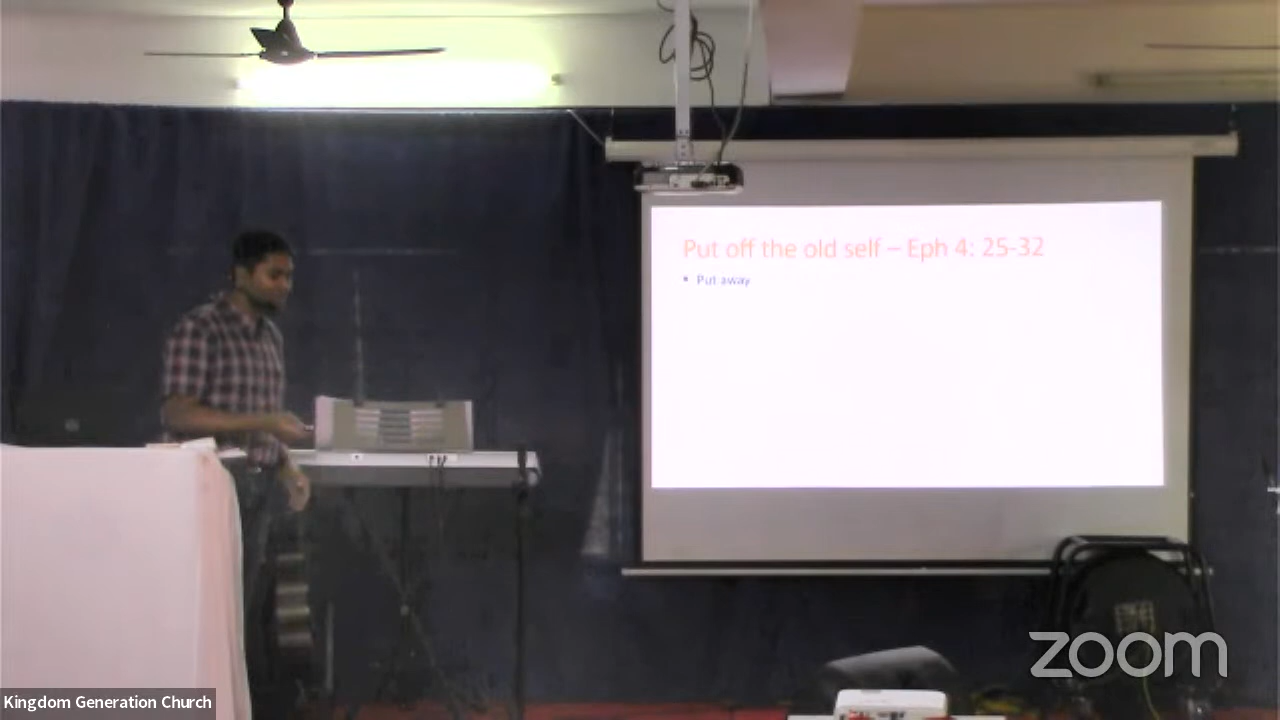 Put off the old self – Eph 4: 25-32
▪ Put away
zoom
Kingdom Generation Church